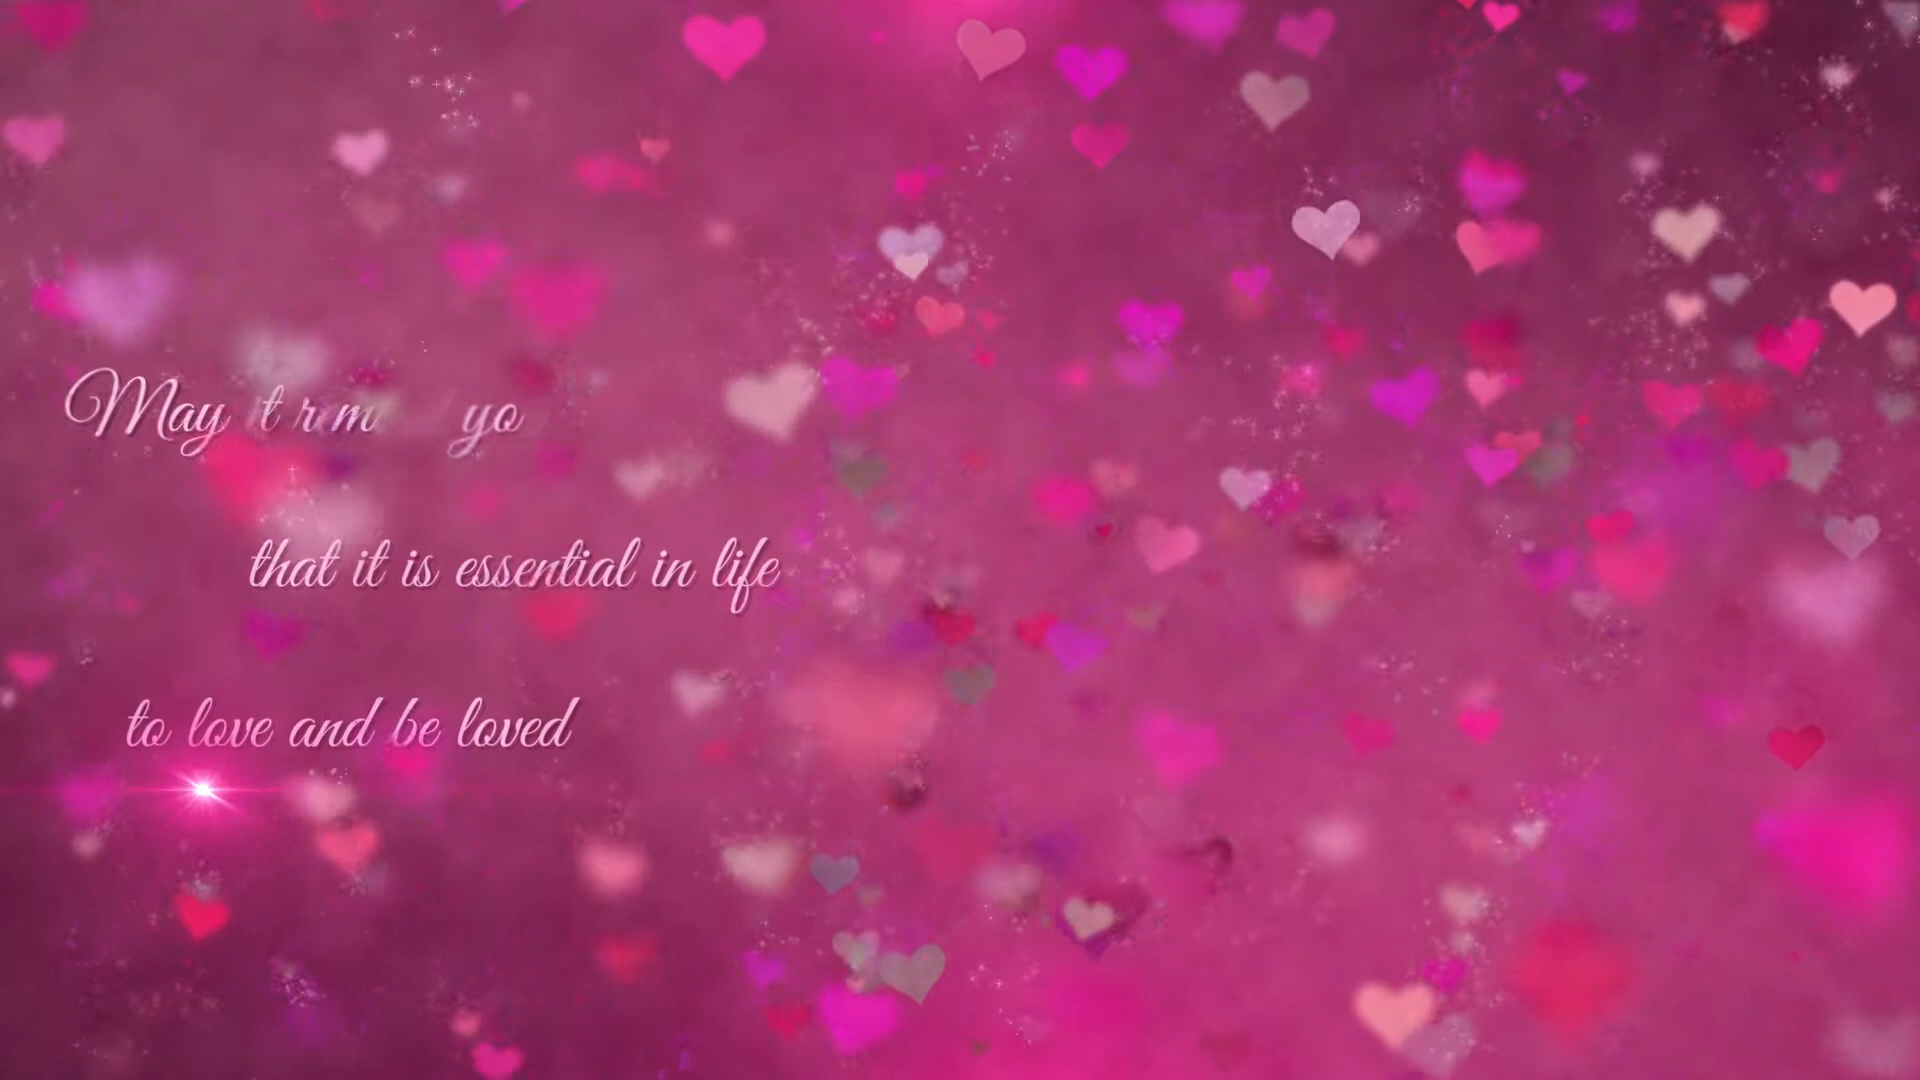 May
that it is essential in life
to love and be loved